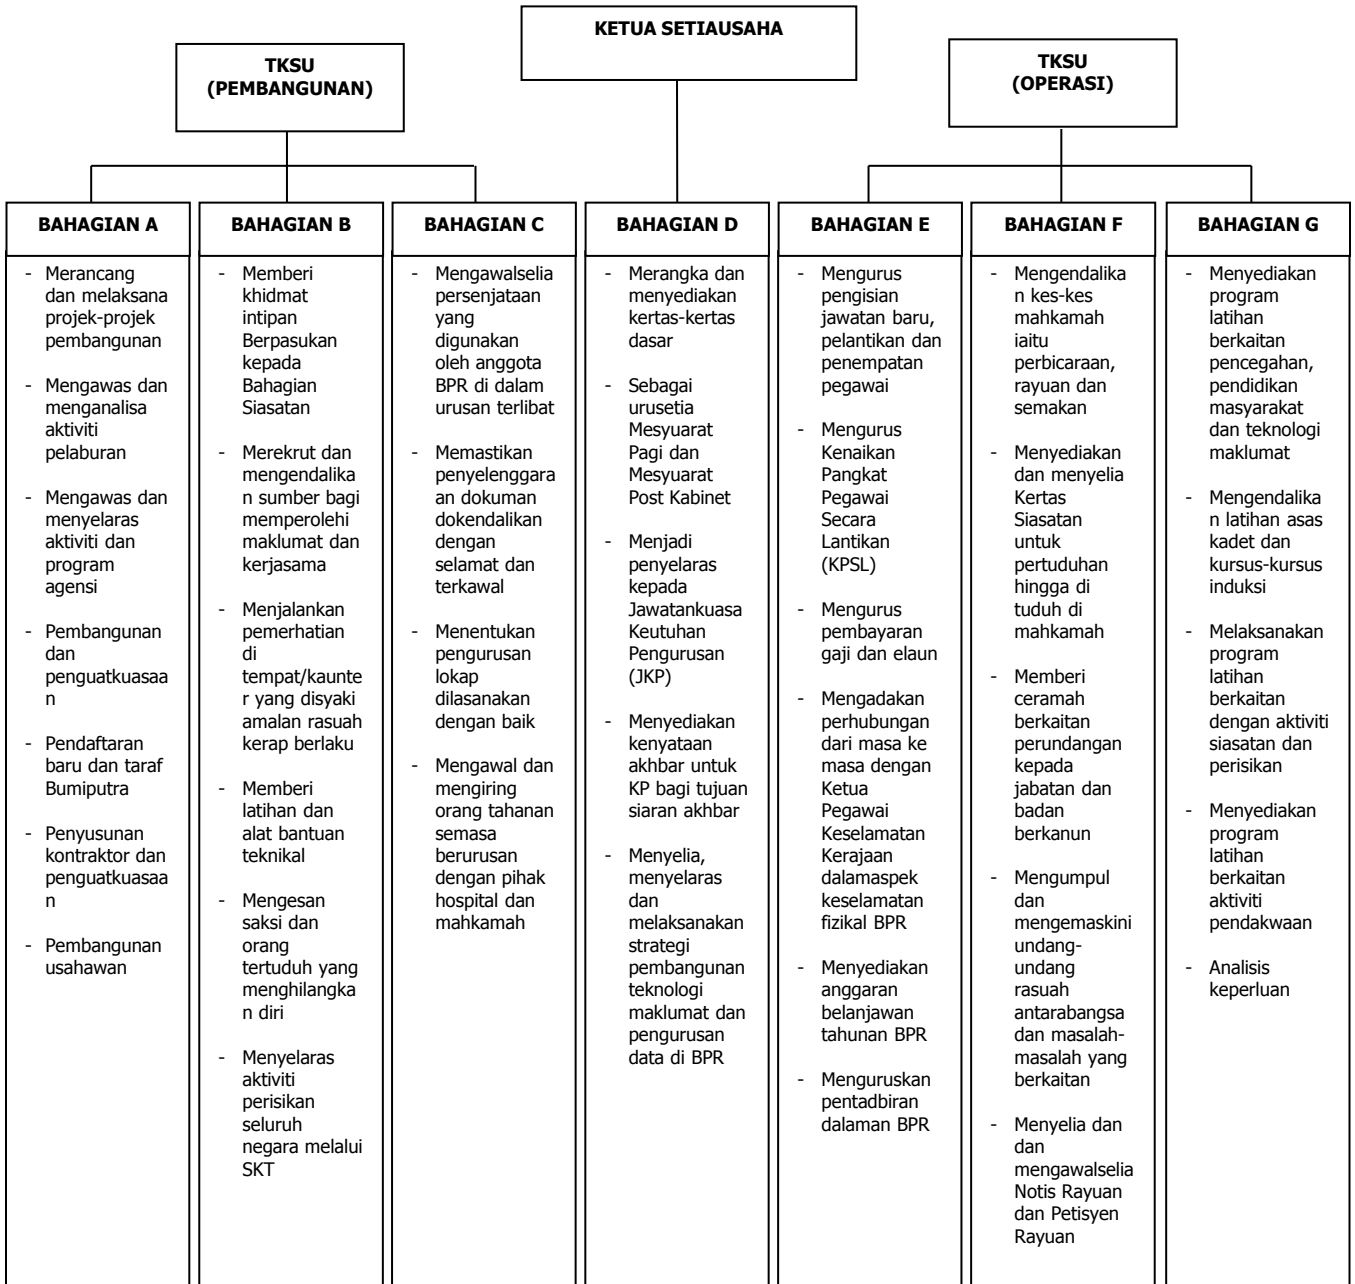 KETUA SETIAUSAHA
TKSU
(PEMBANGUNAN)
TKSU
(OPERASI)
BAHAGIAN A
- Merancang
dan melaksana
projek-projek
pembangunan
- Mengawas dan
menganalisa
aktiviti
pelaburan
- Mengawas dan
menyelaras
aktiviti dan
program
agensi
- Pembangunan
dan
penguatkuasaa
n
- Pendaftaran
baru dan taraf
Bumiputra
- Penyusunan
kontraktor dan
penguatkuasaa
n
- Pembangunan
usahawan
BAHAGIAN B
- Memberi
khidmat
intipan
Berpasukan
kepada
Bahagian
Siasatan
- Merekrut dan
mengendalika
n sumber bagi
memperolehi
maklumat dan
kerjasama
- Menjalankan
pemerhatian
di
tempat/kaunte
r yang disyaki
amalan rasuah
kerap berlaku
- Memberi
latihan dan
alat bantuan
teknikal
- Mengesan
saksi dan
orang
tertuduh yang
menghilangka
n diri
- Menyelaras
aktiviti
perisikan
seluruh
negara melalui
SKT
BAHAGIAN C
- Mengawalselia
persenjataan
yang
digunakan
oleh anggota
BPR di dalam
urusan terlibat
- Memastikan
penyelenggara
an dokuman
dokendalikan
dengan
selamat dan
terkawal
- Menentukan
pengurusan
lokap
dilasanakan
dengan baik
- Mengawal dan
mengiring
orang tahanan
semasa
berurusan
dengan pihak
hospital dan
mahkamah
BAHAGIAN D
- Merangka dan
menyediakan
kertas-kertas
dasar
- Sebagai
urusetia
Mesyuarat
Pagi dan
Mesyuarat
Post Kabinet
- Menjadi
penyelaras
kepada
Jawatankuasa
Keutuhan
Pengurusan
(JKP)
- Menyediakan
kenyataan
akhbar untuk
KP bagi tujuan
siaran akhbar
- Menyelia,
menyelaras
dan
melaksanakan
strategi
pembangunan
teknologi
maklumat dan
pengurusan
data di BPR
BAHAGIAN E
- Mengurus
pengisian
jawatan baru,
pelantikan dan
penempatan
pegawai
- Mengurus
Kenaikan
Pangkat
Pegawai
Secara
Lantikan
(KPSL)
- Mengurus
pembayaran
gaji dan elaun
- Mengadakan
perhubungan
dari masa ke
masa dengan
Ketua
Pegawai
Keselamatan
Kerajaan
dalamaspek
keselamatan
fizikal BPR
- Menyediakan
anggaran
belanjawan
tahunan BPR
- Menguruskan
pentadbiran
dalaman BPR
BAHAGIAN F
- Mengendalika
n kes-kes
mahkamah
iaitu
perbicaraan,
rayuan dan
semakan
- Menyediakan
dan menyelia
Kertas
Siasatan
untuk
pertuduhan
hingga di
tuduh di
mahkamah
- Memberi
ceramah
berkaitan
perundangan
kepada
jabatan dan
badan
berkanun
- Mengumpul
dan
mengemaskini
undang-
undang
rasuah
antarabangsa
dan masalah-
masalah yang
berkaitan
- Menyelia dan
dan
mengawalselia
Notis Rayuan
dan Petisyen
Rayuan
BAHAGIAN G
- Menyediakan
program
latihan
berkaitan
pencegahan,
pendidikan
masyarakat
dan teknologi
maklumat
- Mengendalika
n latihan asas
kadet dan
kursus-kursus
induksi
- Melaksanakan
program
latihan
berkaitan
dengan aktiviti
siasatan dan
perisikan
- Menyediakan
program
latihan
berkaitan
aktiviti
pendakwaan
- Analisis
keperluan